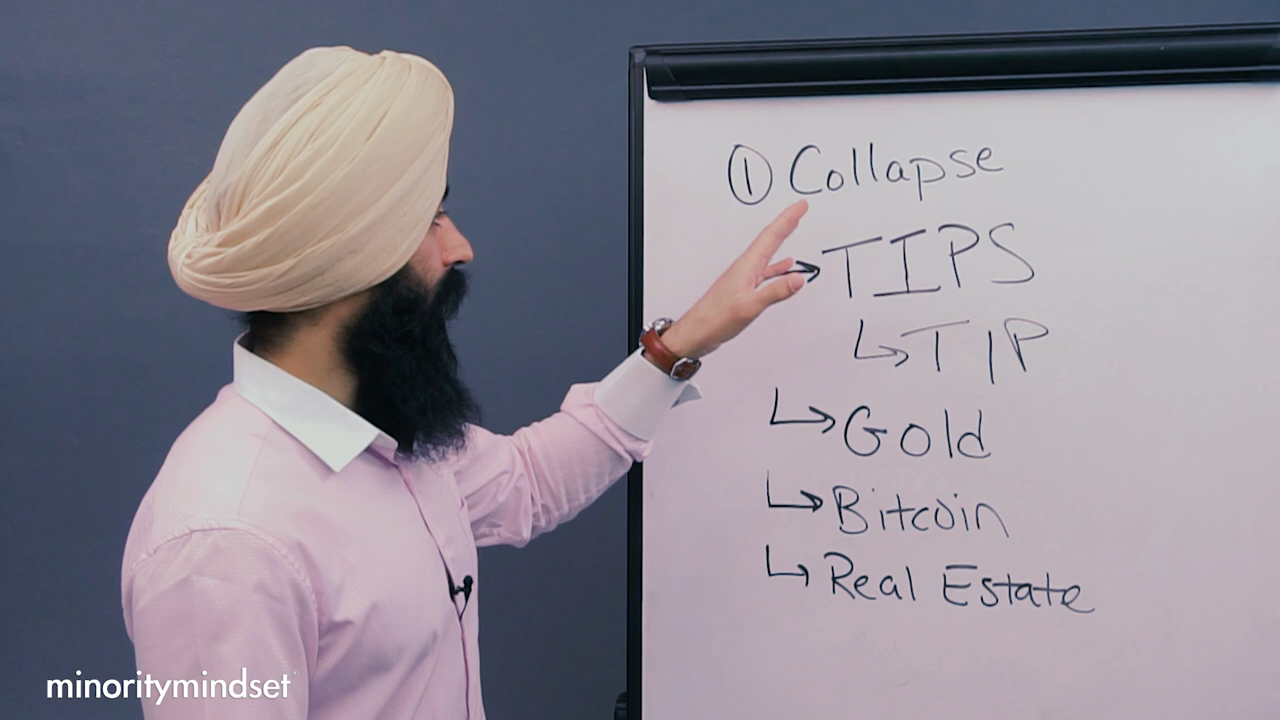 ① Collapse
→ TIPS
↳ TIP
↳ Gold
↳ Bitcoin
↳ Real Estate
minoritymindset